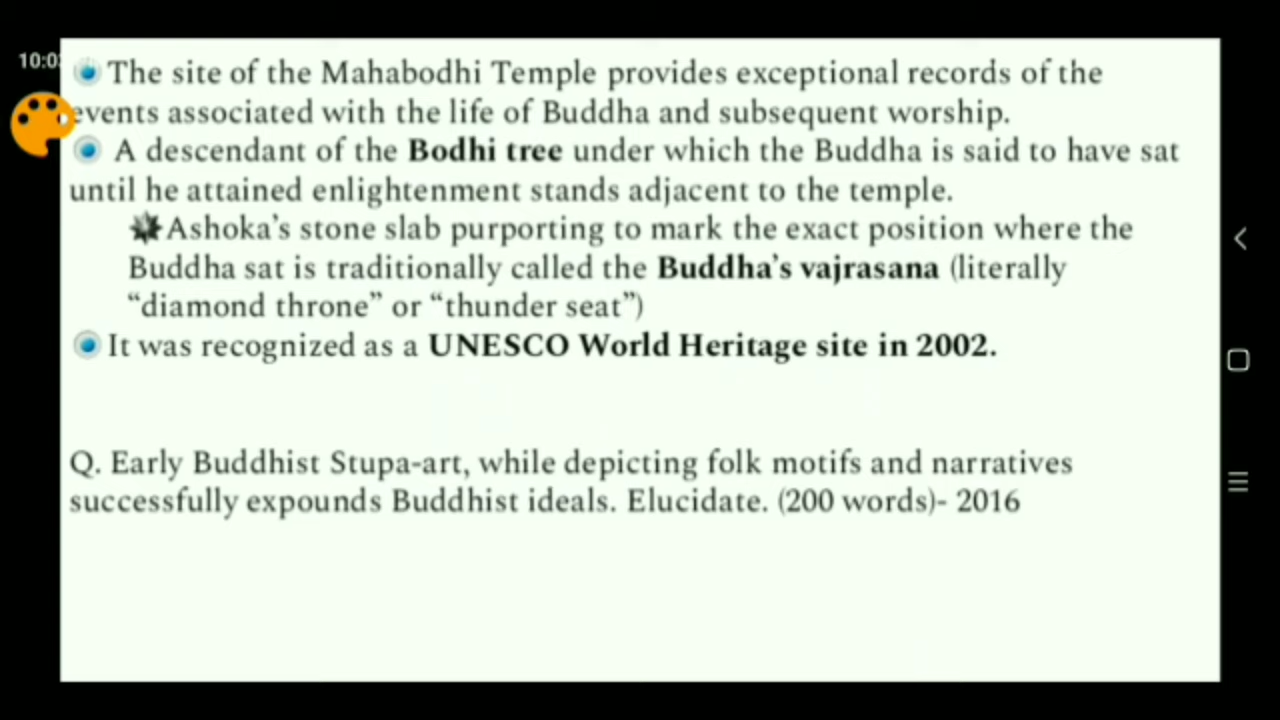 10:0
The site of the Mahabodhi Temple provides exceptional records of the
events associated with the life of Buddha and subsequent worship.
A descendant of the Bodhi tree under which the Buddha is said to have sat
until he attained enlightenment stands adjacent to the temple.
Ashoka's stone slab purporting to mark the exact position where the
Buddha sat is traditionally called the Buddha's vajrasana (literally
“diamond throne” or “thunder seat”)
It was recognized as a UNESCO World Heritage site in 2002.
Q. Early Buddhist Stupa-art, while depicting folk motifs and narratives
successfully expounds Buddhist ideals. Elucidate. (200 words)- 2016